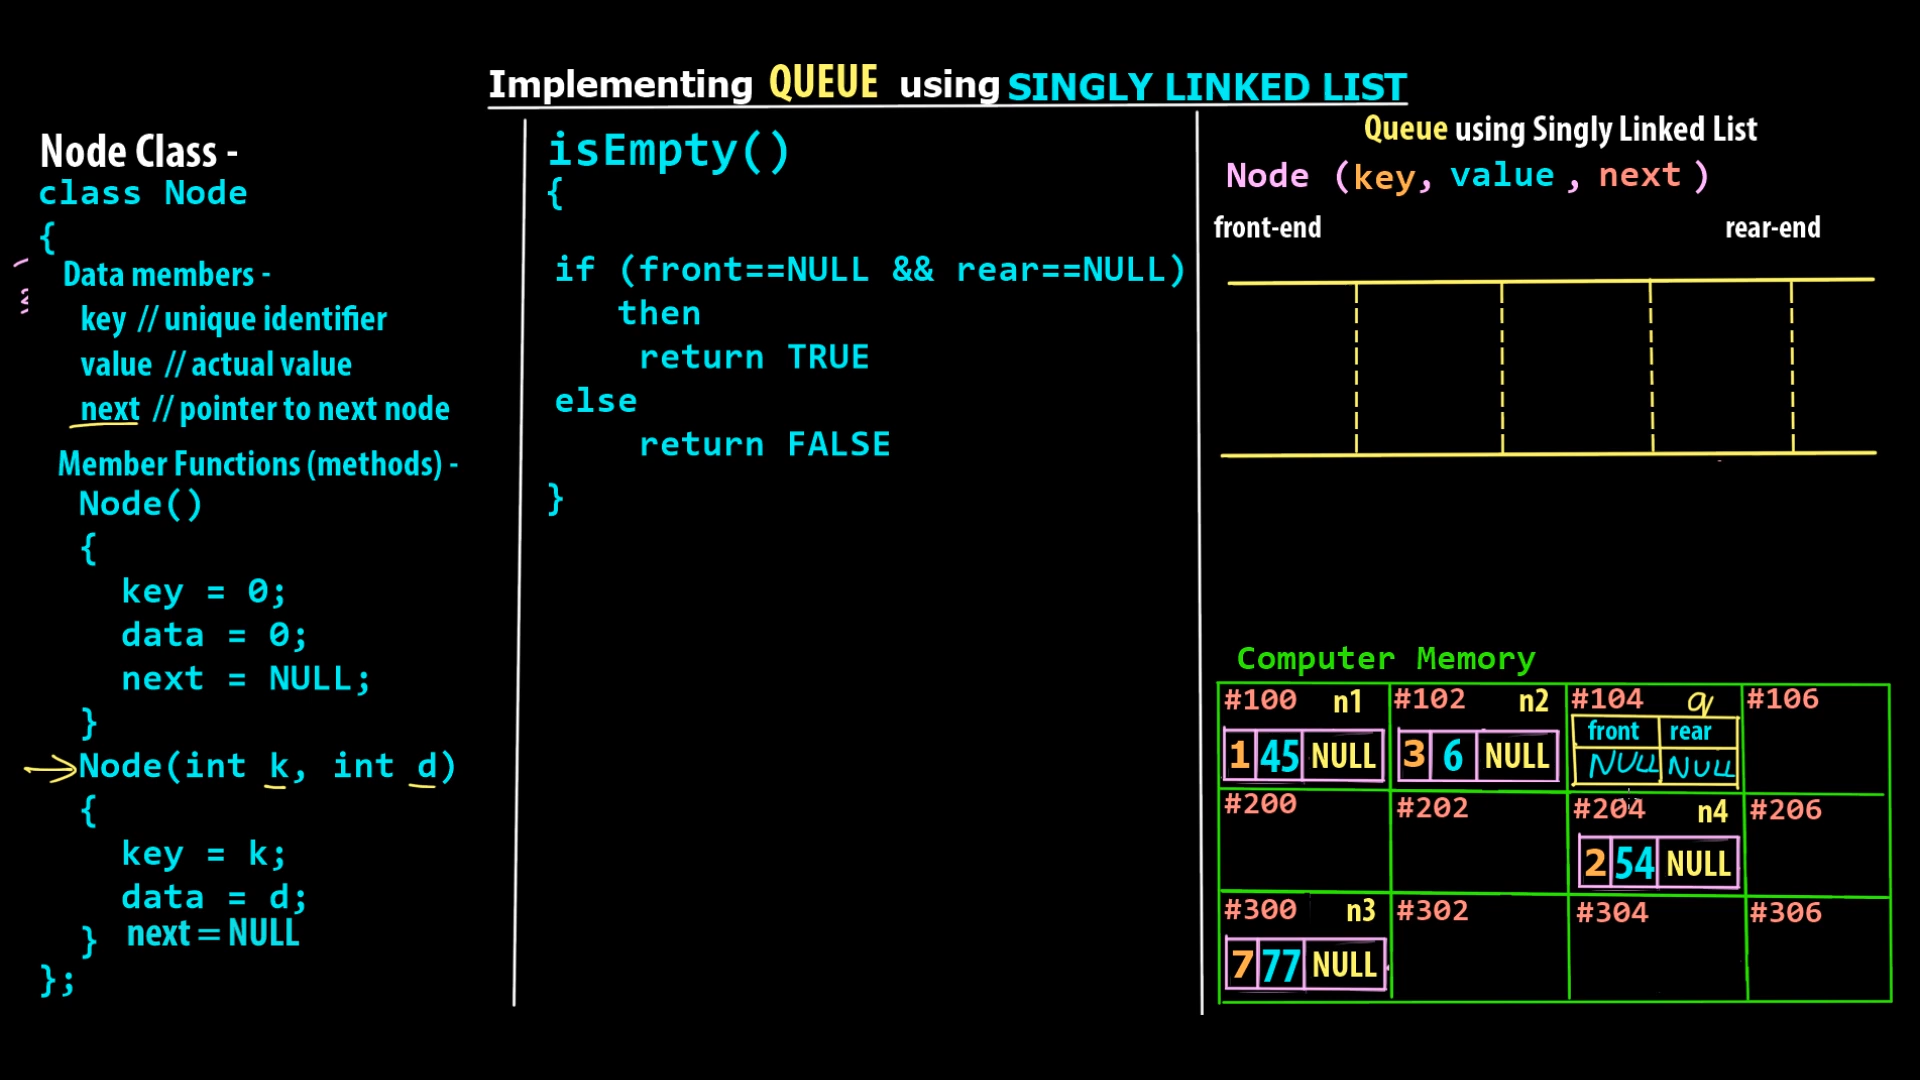 Implementing QUEUE using SINGLY LINKED LIST
Node Class -
class Node
{
Data members -
key // unique identifier
value // actual value
next // pointer to next node
Member Functions (methods) -
Node()
{
key = 0;
data = 0;
next = NULL;
}
Node(int k, int d)
{
key = k;
data = d;
} next = NULL
};
isEmpty()
{
if (front==NULL && rear==NULL)
then
return TRUE
else
return FALSE
}
Queue using Singly Linked List
Node (key, value , next )
front-end rear-end
Computer Memory
#100 n1 #102 n2 #104 q #106
front rear
1 45 NULL 3 6 NULL NULL NULL
#200 #202 #204 n4 #206
2 54 NULL
#300 n3 #302 #304 #306
7 77 NULL